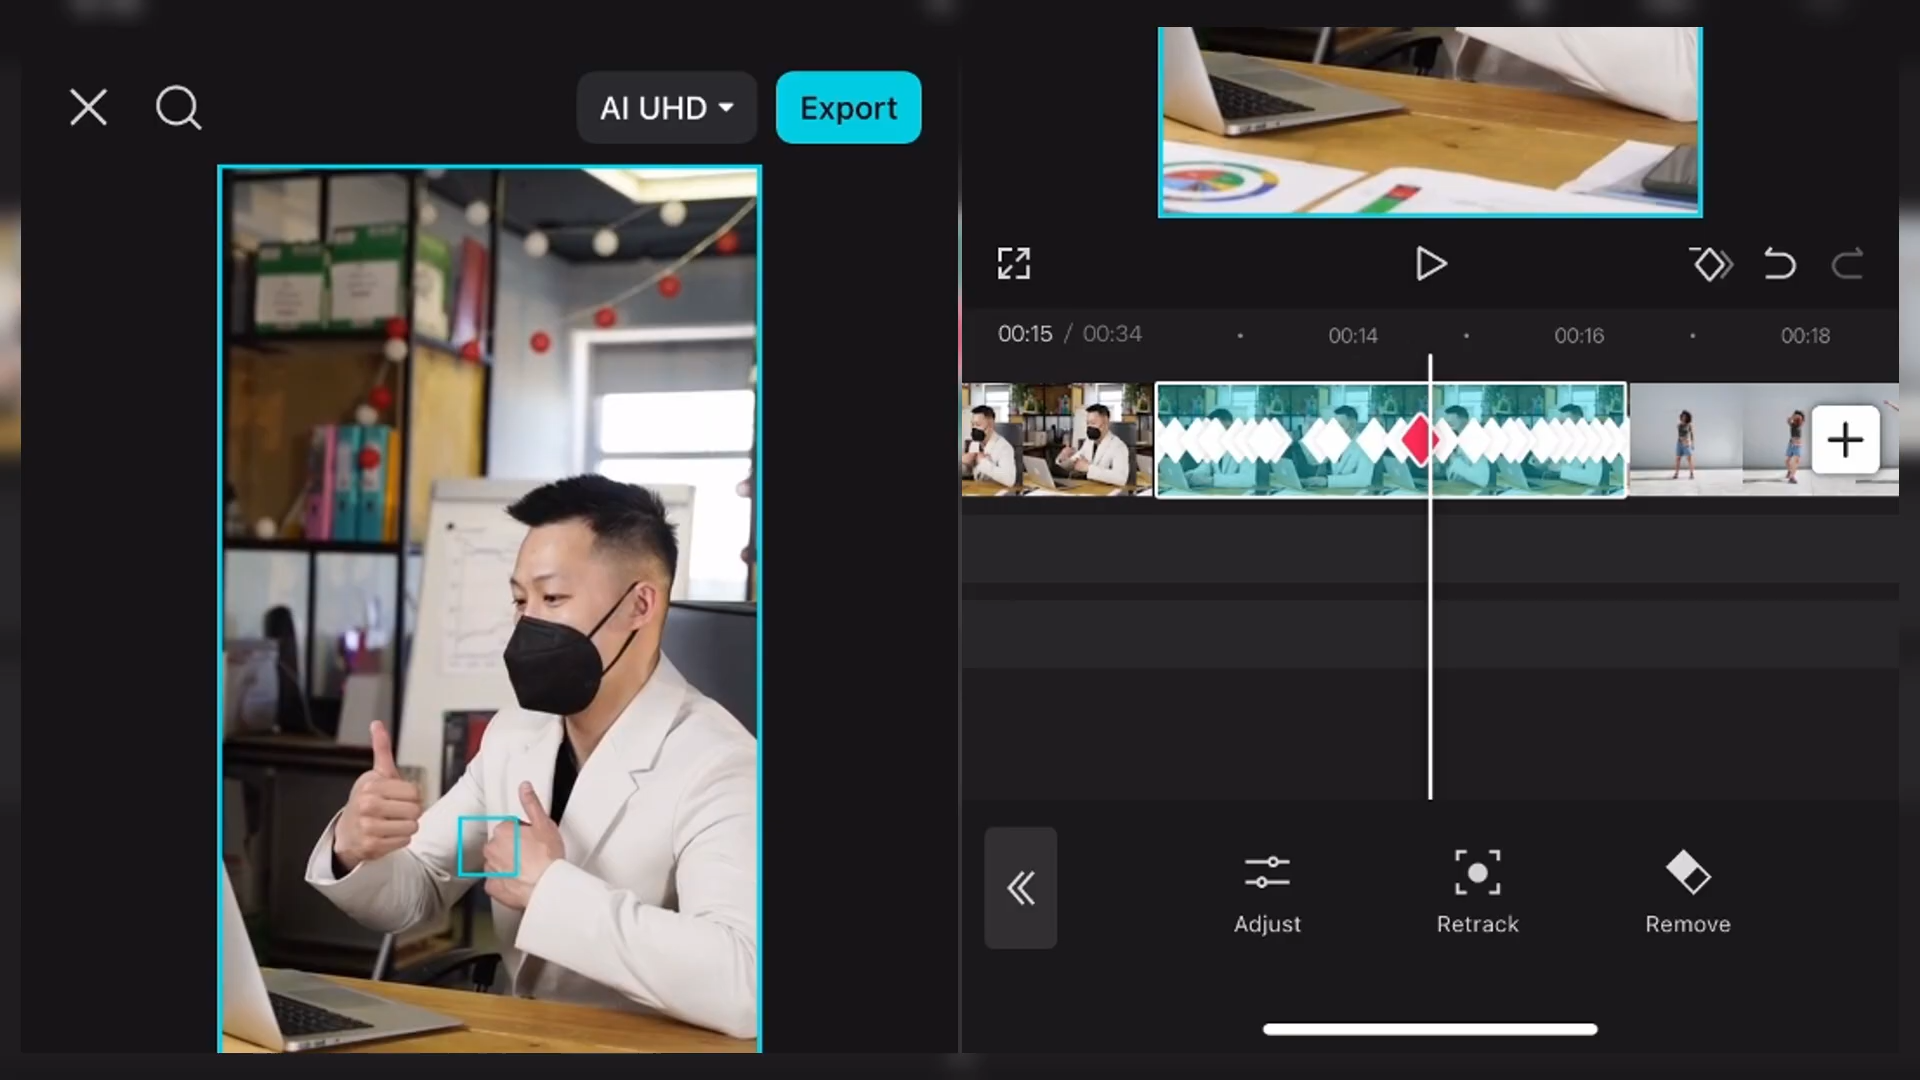 AI UHD
Export
00:15 / 00:34
00:14
00:16
00:18
Adjust
Retrack
Remove